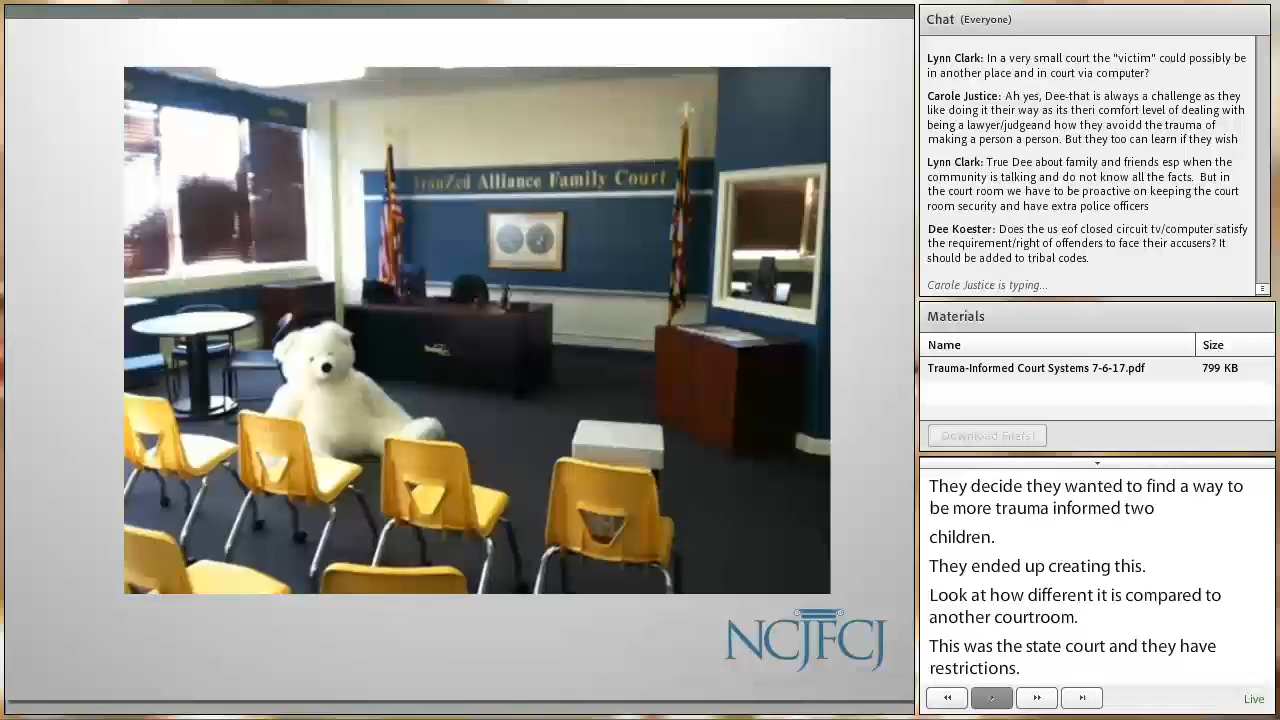 TranZed Alliance Family Court
NCJFCJ
Chat (Everyone)
Lynn Clark: In a very small court the "victim" could possibly be
in another place and in court via computer?
Carole Justice: Ah yes, Dee-that is always a challenge as they
like doing it their way as its theri comfort level of dealing with
being a lawyer/judgeand how they avoidd the trauma of
making a person a person. But they too can learn if they wish
Lynn Clark: True Dee about family and friends esp when the
community is talking and do not know all the facts. But in
the court room we have to be proactive on keeping the court
room security and have extra police officers
Dee Koester: Does the us eof closed circuit tv/computer satisfy
the requirement/right of offenders to face their accusers? It
should be added to tribal codes.
Carole Justice is typing...
Materials
Name Size
Trauma-Informed Court Systems 7-6-17.pdf 799 KB
Download File(s)
They decide they wanted to find a way to
be more trauma informed two
children.
They ended up creating this.
Look at how different it is compared to
another courtroom.
This was the state court and they have
restrictions.
Live